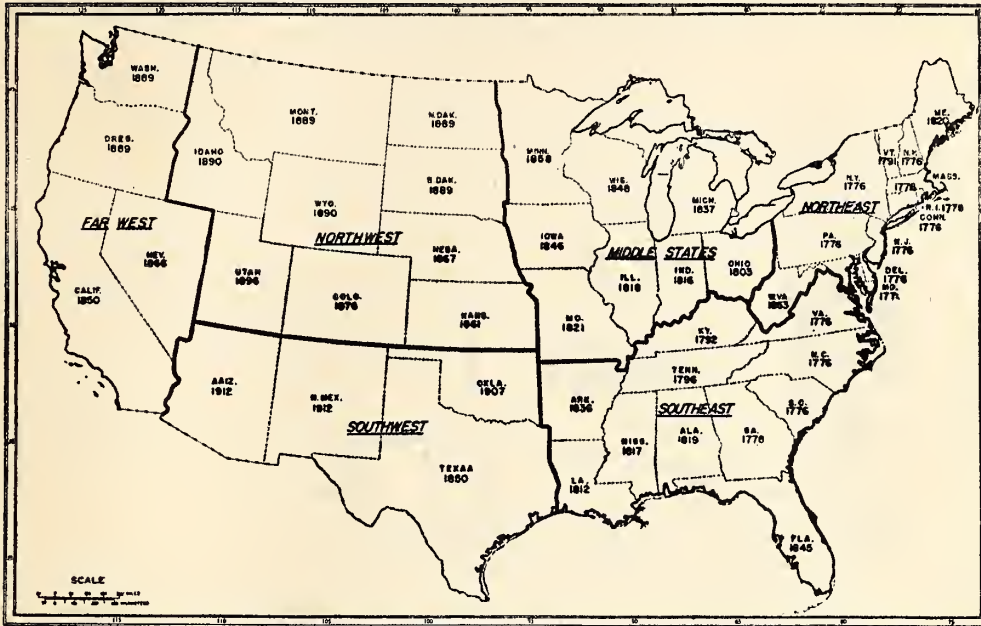 WASH.
1889
OREG.
1889
IDAHO
1890
MONT.
1889
N.DAK.
1889
S.DAK.
1889
MINN.
1858
WIS.
1848
MICH.
1837
ME.
1820
VT.
1791
N.H.
1776
MASS.
1776
R.I. 1776
CONN.
1776
N.Y.
1776
NORTHEAST
PA.
1776
N.J.
1776
DEL.
1776
MD.
WYO.
1890
NORTHWEST
NEBR.
1867
IOWA
1846
MIDDLE STATES
ILL.
1818
IND.
1816
OHIO
1803
W.VA
1863
VA.
1776
FAR WEST
NEV.
1866
CALIF.
1850
UTAH
1896
COLO.
1876
KANS.
1861
MO.
1821
KY.
1792
TENN.
1796
N.C.
1776
S.C.
1776
ARIZ.
1912
N.MEX.
1912
OKLA.
1907
ARK.
1836
SOUTHEAST
MISS.
1817
ALA.
1819
GA.
1776
SOUTHWEST
TEXAA
1850
LA.
1812
FLA.
1845
SCALE